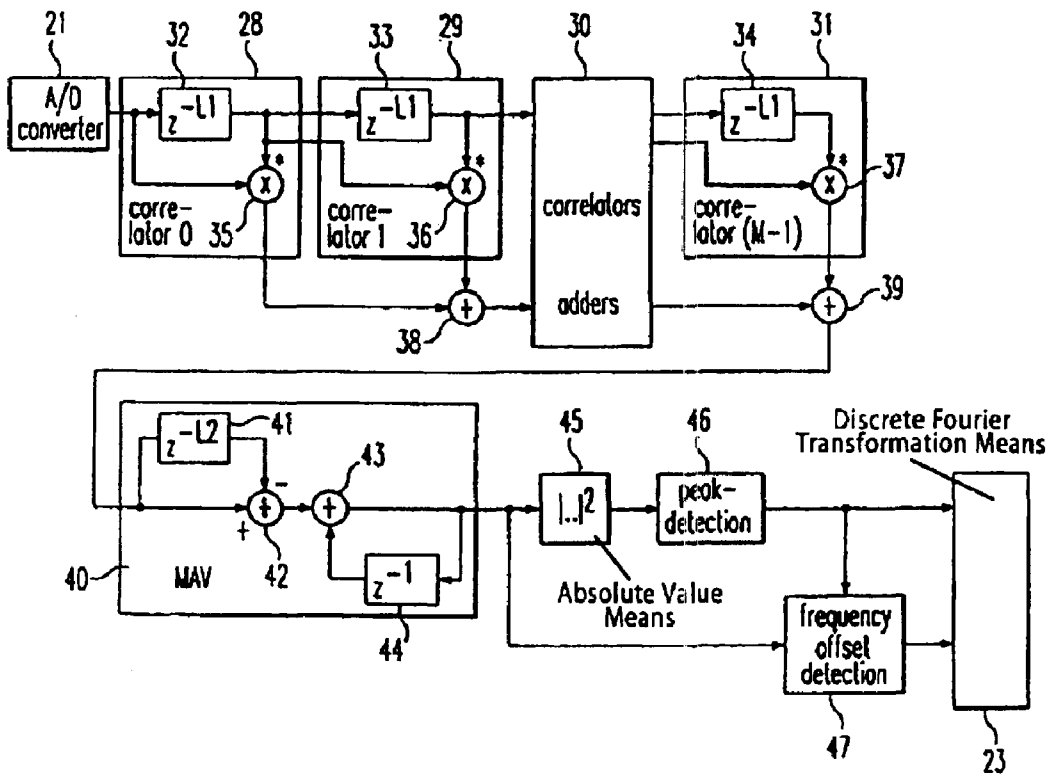 21
32
28
33
29
30
34
31
A/D
converter
z^-L1
z^-L1
z^-L1
*
*
*
x
x
x
37
corre-
lator 0 35
corre-
lator 1 36
correlators
corre-
lator (M-1)
adders
+
38
+
39
41
z^-L2
43
45
46
Discrete Fourier
Transformation Means
-
+
+
+
|..|²
peak-
detection
40
MAV
42
z^-1
44
Absolute Value
Means
frequency
offset
detection
47
23